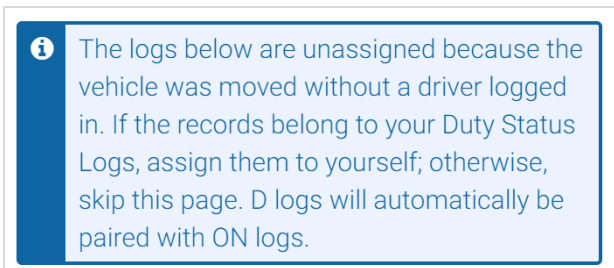 The logs below are unassigned because the
vehicle was moved without a driver logged
in. If the records belong to your Duty Status
Logs, assign them to yourself; otherwise,
skip this page. D logs will automatically be
paired with ON logs.